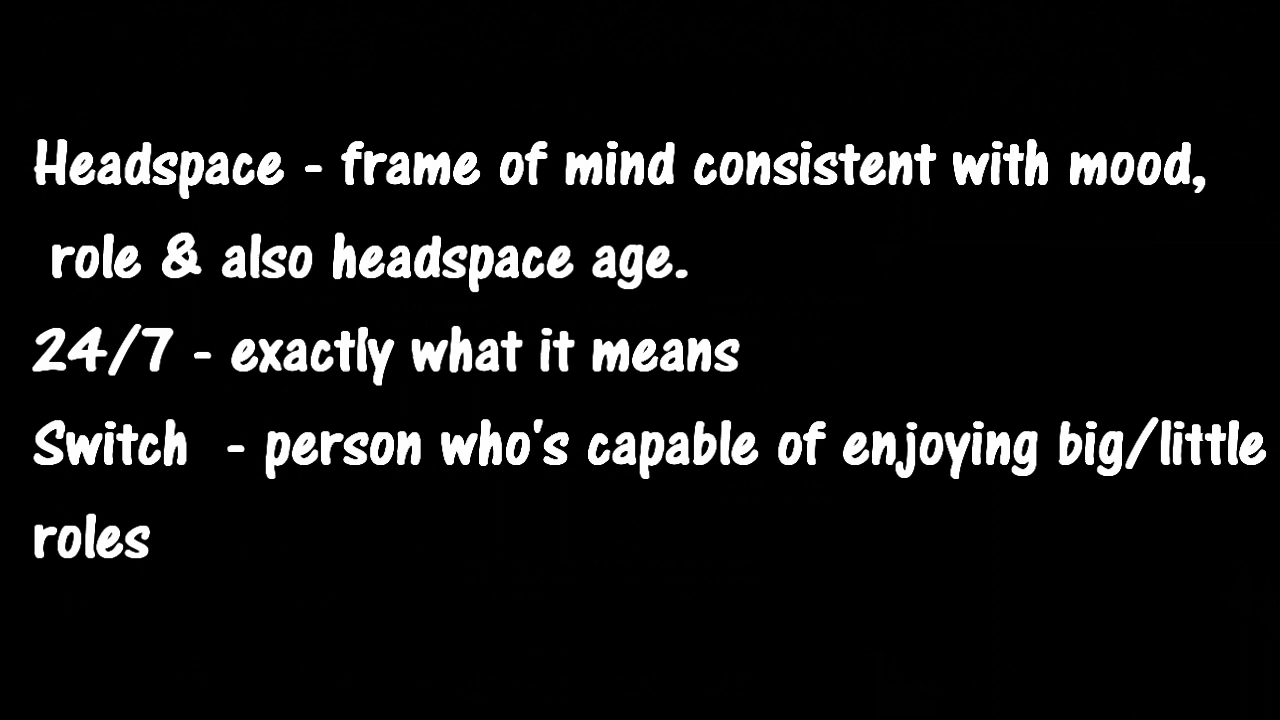 Headspace - frame of mind consistent with mood,
role & also headspace age.
24/7 - exactly what it means
Switch - person who's capable of enjoying big/little
roles